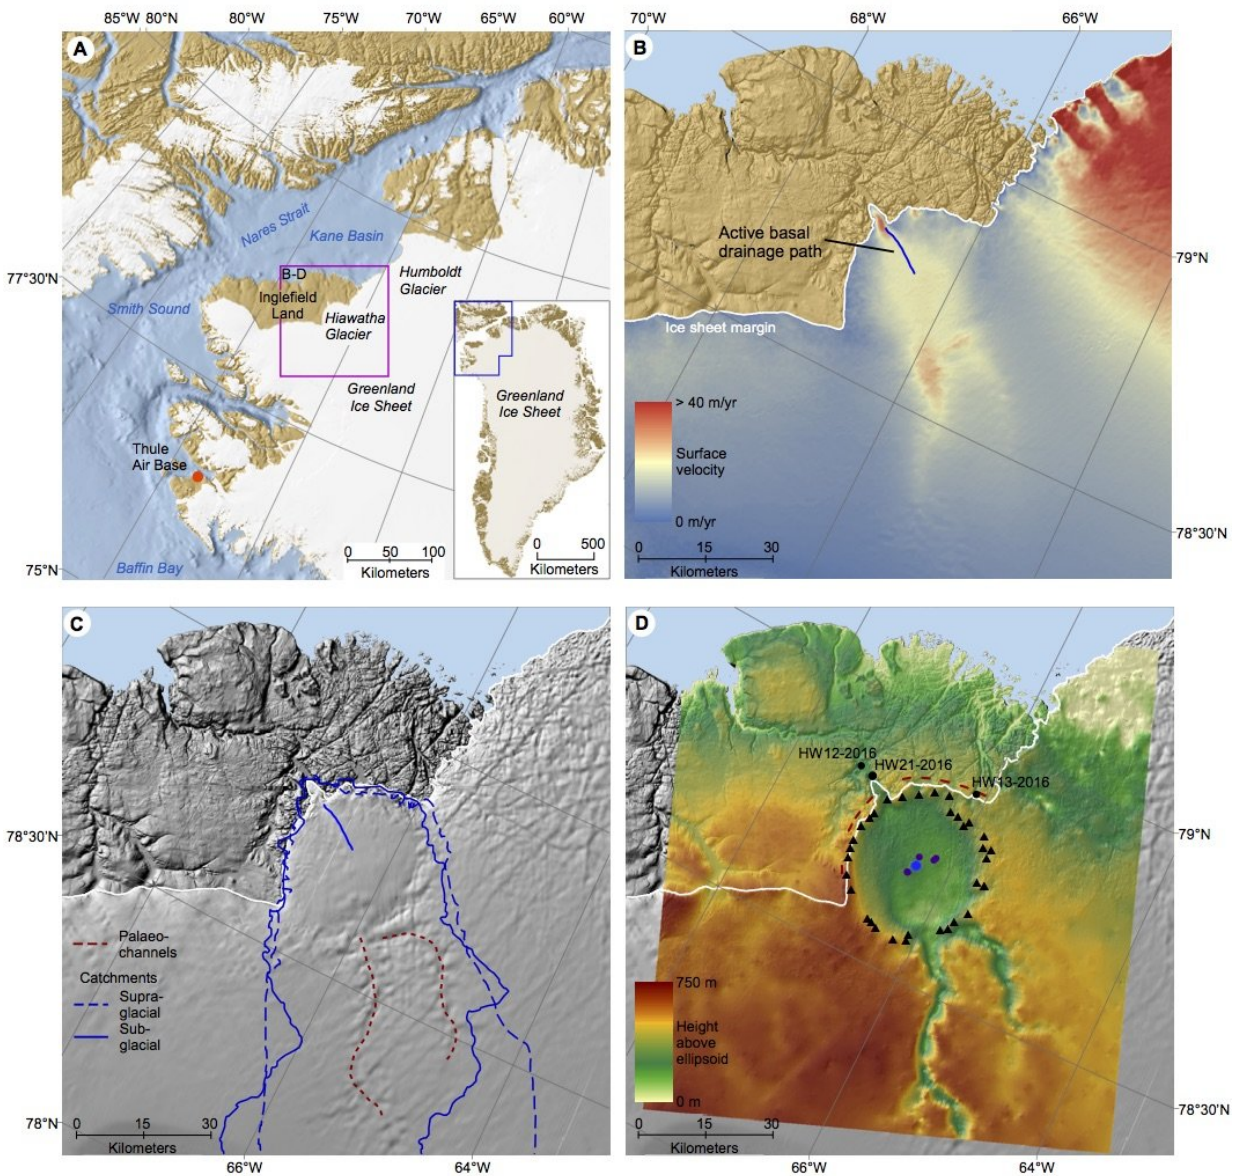 85°W 80°W 80°W 75°W 70°W 65°W 60°W
A
Nares Strait
Kane Basin
77°30'N
B-D
Humboldt
Glacier
Smith Sound
Inglefield
Land
Hiawatha
Glacier
Greenland
Ice Sheet
Greenland
Ice Sheet
Thule
Air Base
0 50 100
Kilometers
0 500
Kilometers
75°N
Baffin Bay
70°W 68°W 66°W
B
Active basal
drainage path
79°N
Ice sheet margin
> 40 m/yr
Surface
velocity
0 m/yr
78°30'N
0 15 30
Kilometers
C
78°30'N
Palaeo-
channels
Catchments
Supra-
glacial
Sub-
glacial
78°N
0 15 30
Kilometers
66°W 64°W
D
HW12-2016
HW21-2016
HW13-2016
79°N
750 m
Height
above
ellipsoid
0 m
78°30'N
0 15 30
Kilometers
66°W 64°W